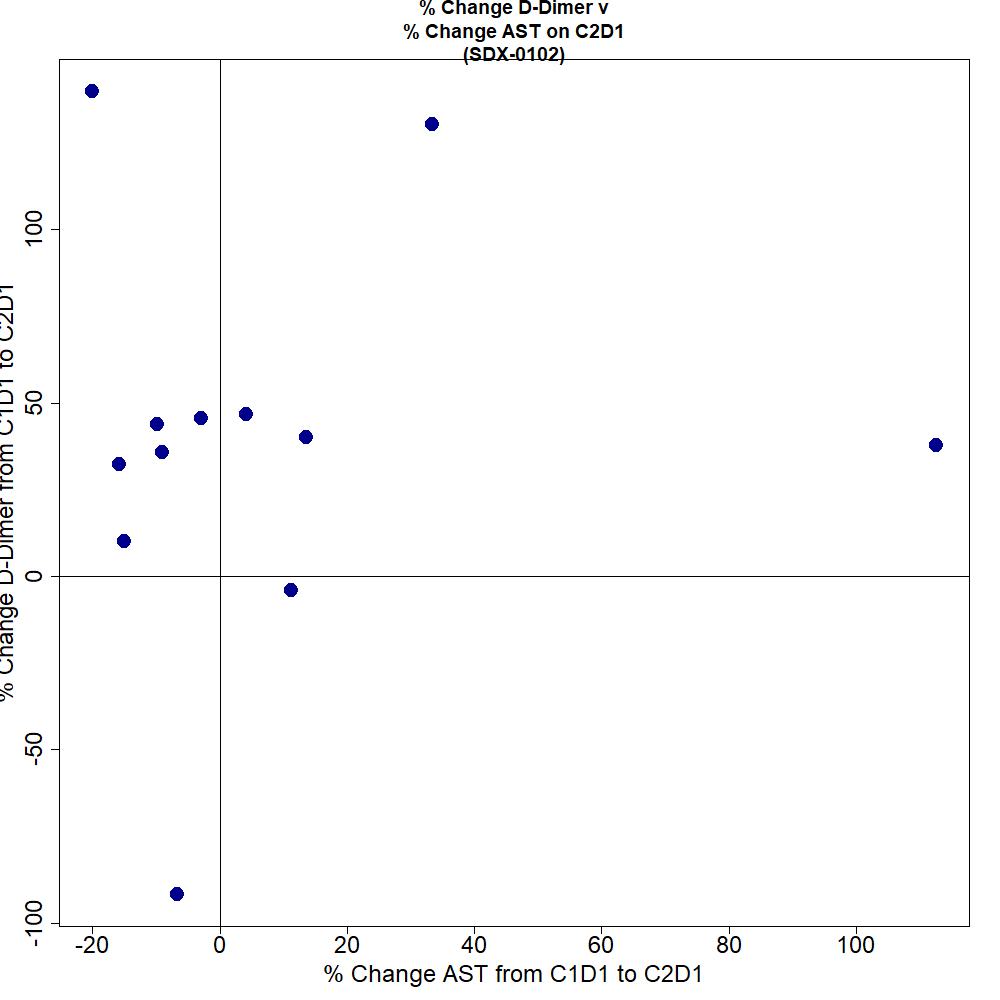 % Change D-Dimer v
% Change AST on C2D1
(SDX-0102)
% Change D-Dimer from C1D1 to C2D1
100
50
0
-50
-100
-20 0 20 40 60 80 100
% Change AST from C1D1 to C2D1